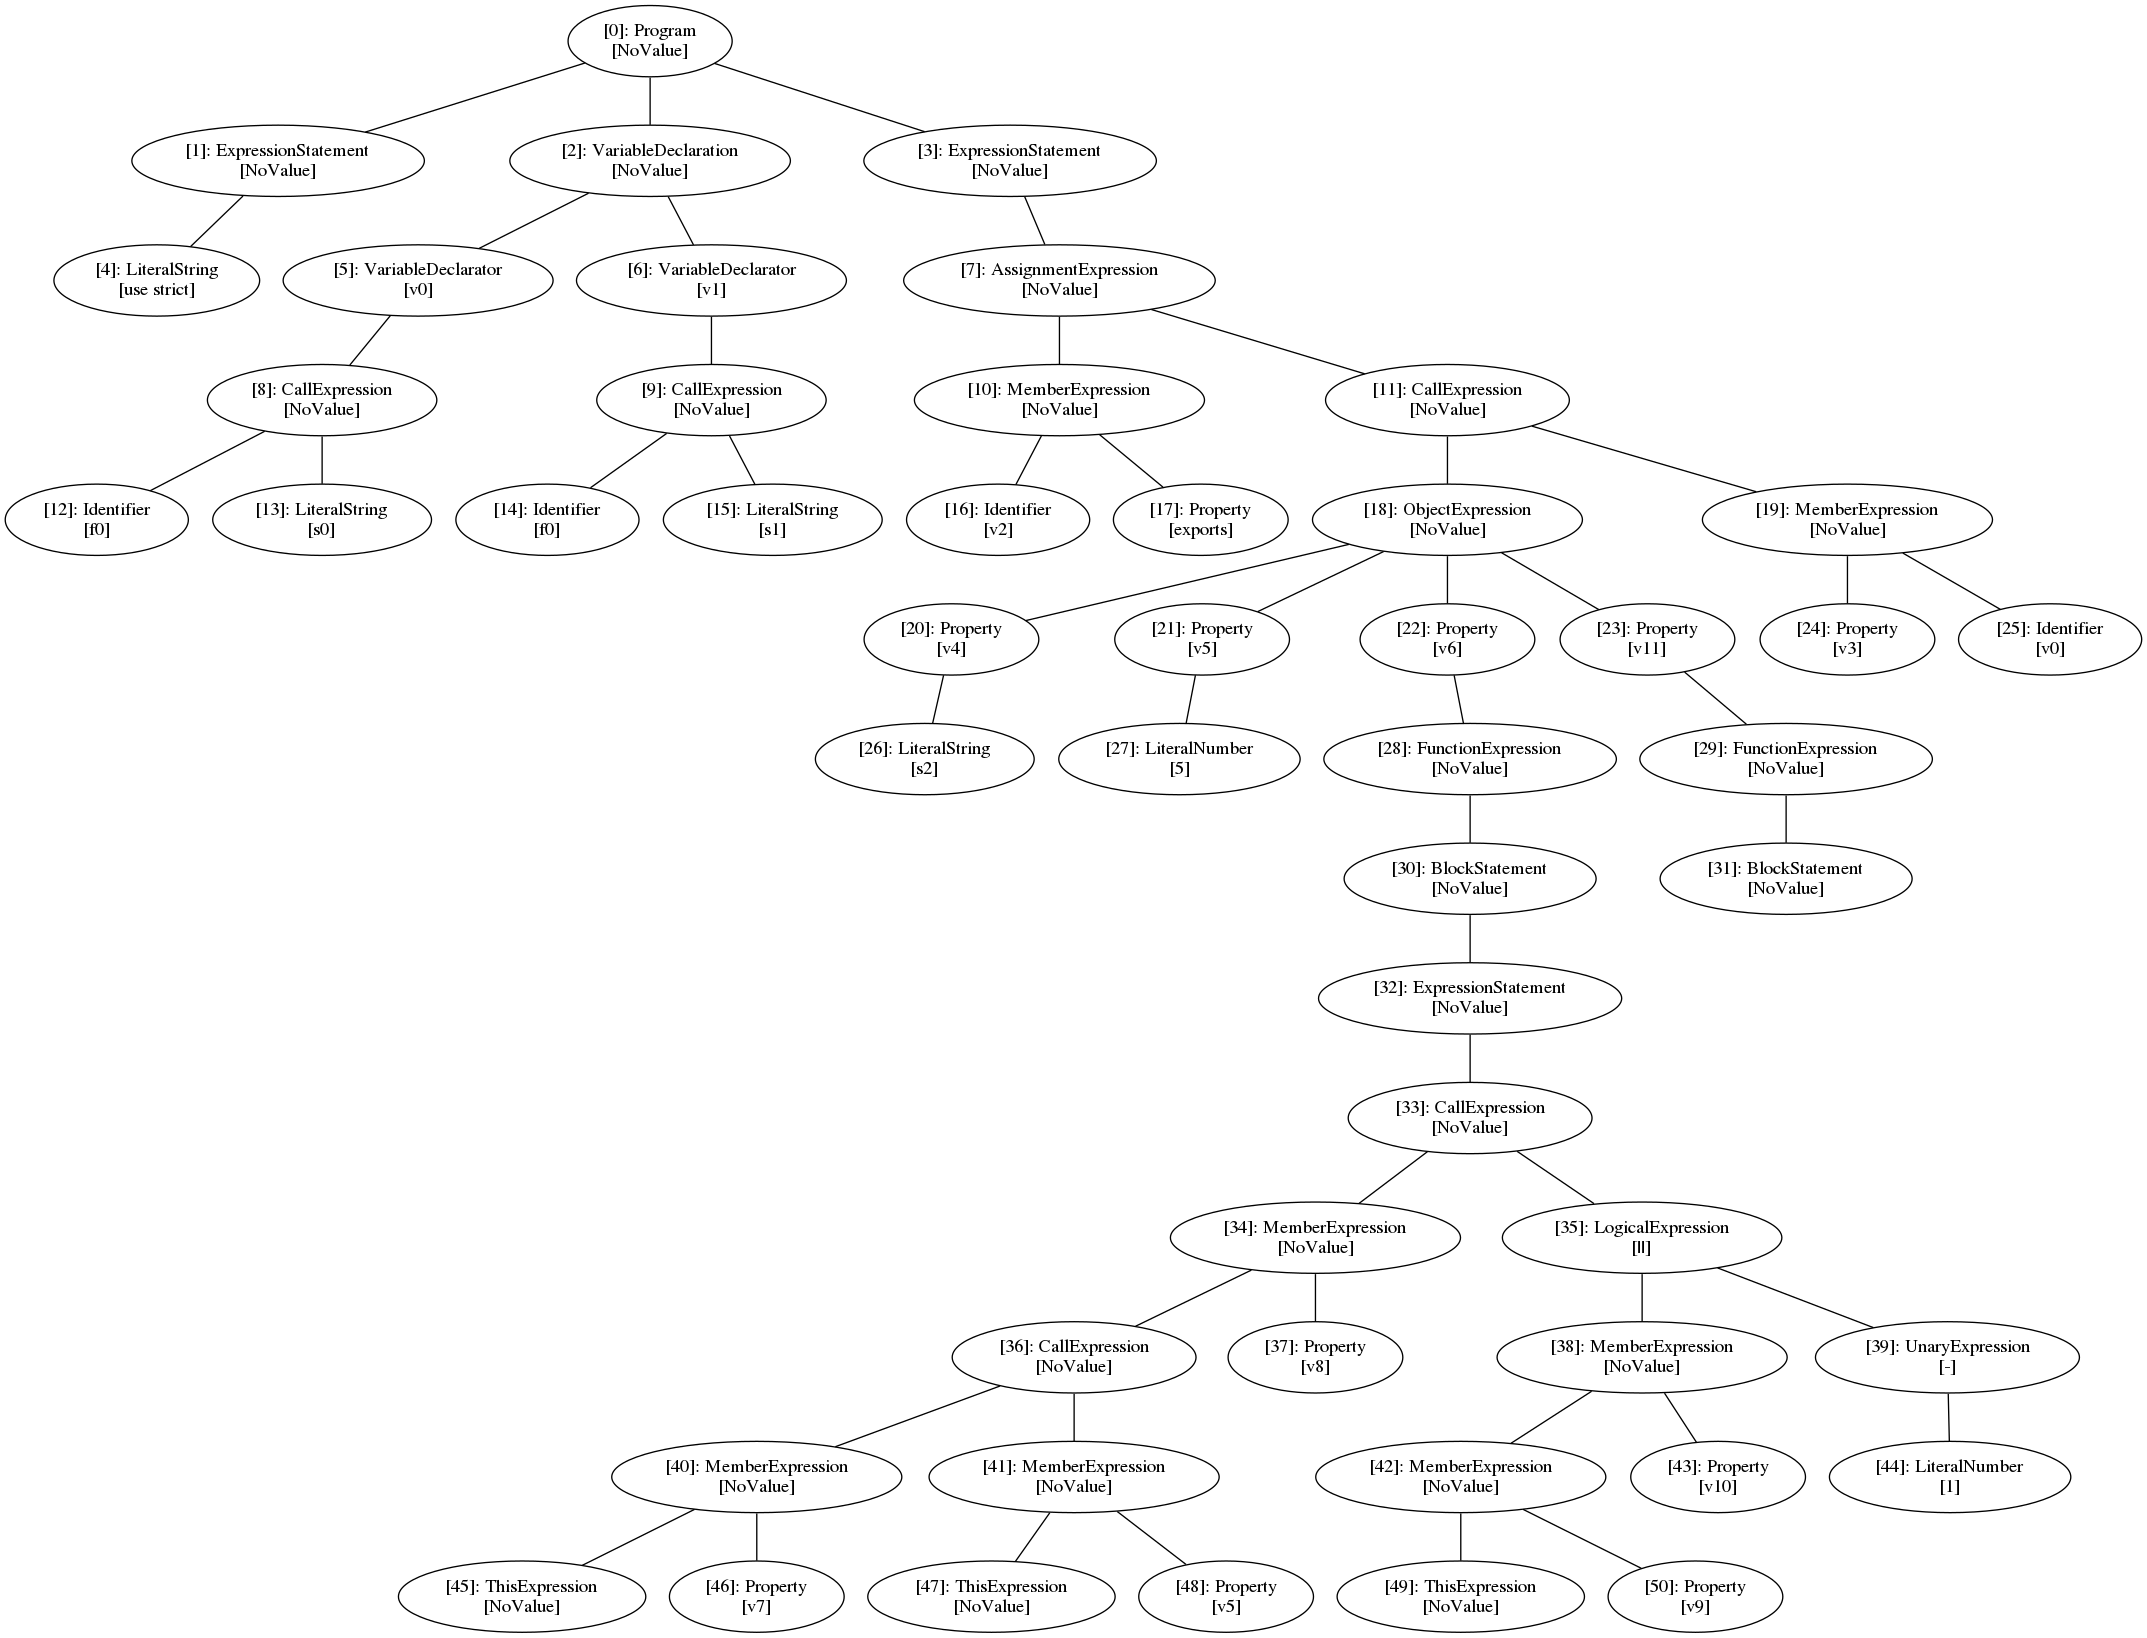 [0]: Program
[NoValue]
[1]: ExpressionStatement
[NoValue]
[2]: VariableDeclaration
[NoValue]
[3]: ExpressionStatement
[NoValue]
[4]: LiteralString
[use strict]
[5]: VariableDeclarator
[v0]
[6]: VariableDeclarator
[v1]
[7]: AssignmentExpression
[NoValue]
[8]: CallExpression
[NoValue]
[9]: CallExpression
[NoValue]
[10]: MemberExpression
[NoValue]
[11]: CallExpression
[NoValue]
[12]: Identifier
[f0]
[13]: LiteralString
[s0]
[14]: Identifier
[f0]
[15]: LiteralString
[s1]
[16]: Identifier
[v2]
[17]: Property
[exports]
[18]: ObjectExpression
[NoValue]
[19]: MemberExpression
[NoValue]
[20]: Property
[v4]
[21]: Property
[v5]
[22]: Property
[v6]
[23]: Property
[v11]
[24]: Property
[v3]
[25]: Identifier
[v0]
[26]: LiteralString
[s2]
[27]: LiteralNumber
[5]
[28]: FunctionExpression
[NoValue]
[29]: FunctionExpression
[NoValue]
[30]: BlockStatement
[NoValue]
[31]: BlockStatement
[NoValue]
[32]: ExpressionStatement
[NoValue]
[33]: CallExpression
[NoValue]
[34]: MemberExpression
[NoValue]
[35]: LogicalExpression
[||]
[36]: CallExpression
[NoValue]
[37]: Property
[v8]
[38]: MemberExpression
[NoValue]
[39]: UnaryExpression
[-]
[40]: MemberExpression
[NoValue]
[41]: MemberExpression
[NoValue]
[42]: MemberExpression
[NoValue]
[43]: Property
[v10]
[44]: LiteralNumber
[1]
[45]: ThisExpression
[NoValue]
[46]: Property
[v7]
[47]: ThisExpression
[NoValue]
[48]: Property
[v5]
[49]: ThisExpression
[NoValue]
[50]: Property
[v9]